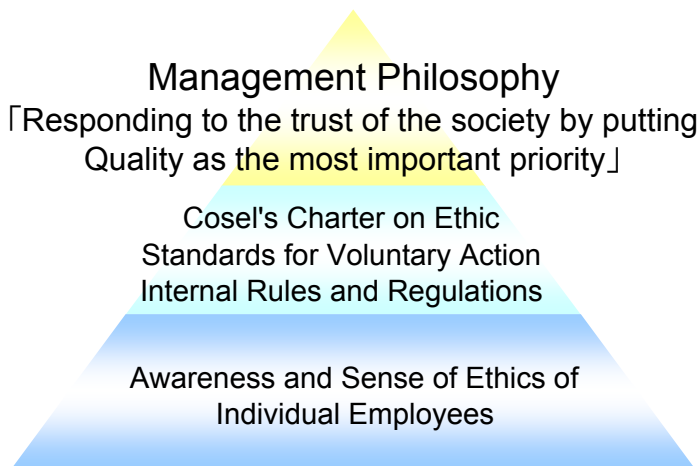 Management Philosophy
「Responding to the trust of the society by putting
Quality as the most important priority」
Cosel's Charter on Ethic
Standards for Voluntary Action
Internal Rules and Regulations
Awareness and Sense of Ethics of
Individual Employees